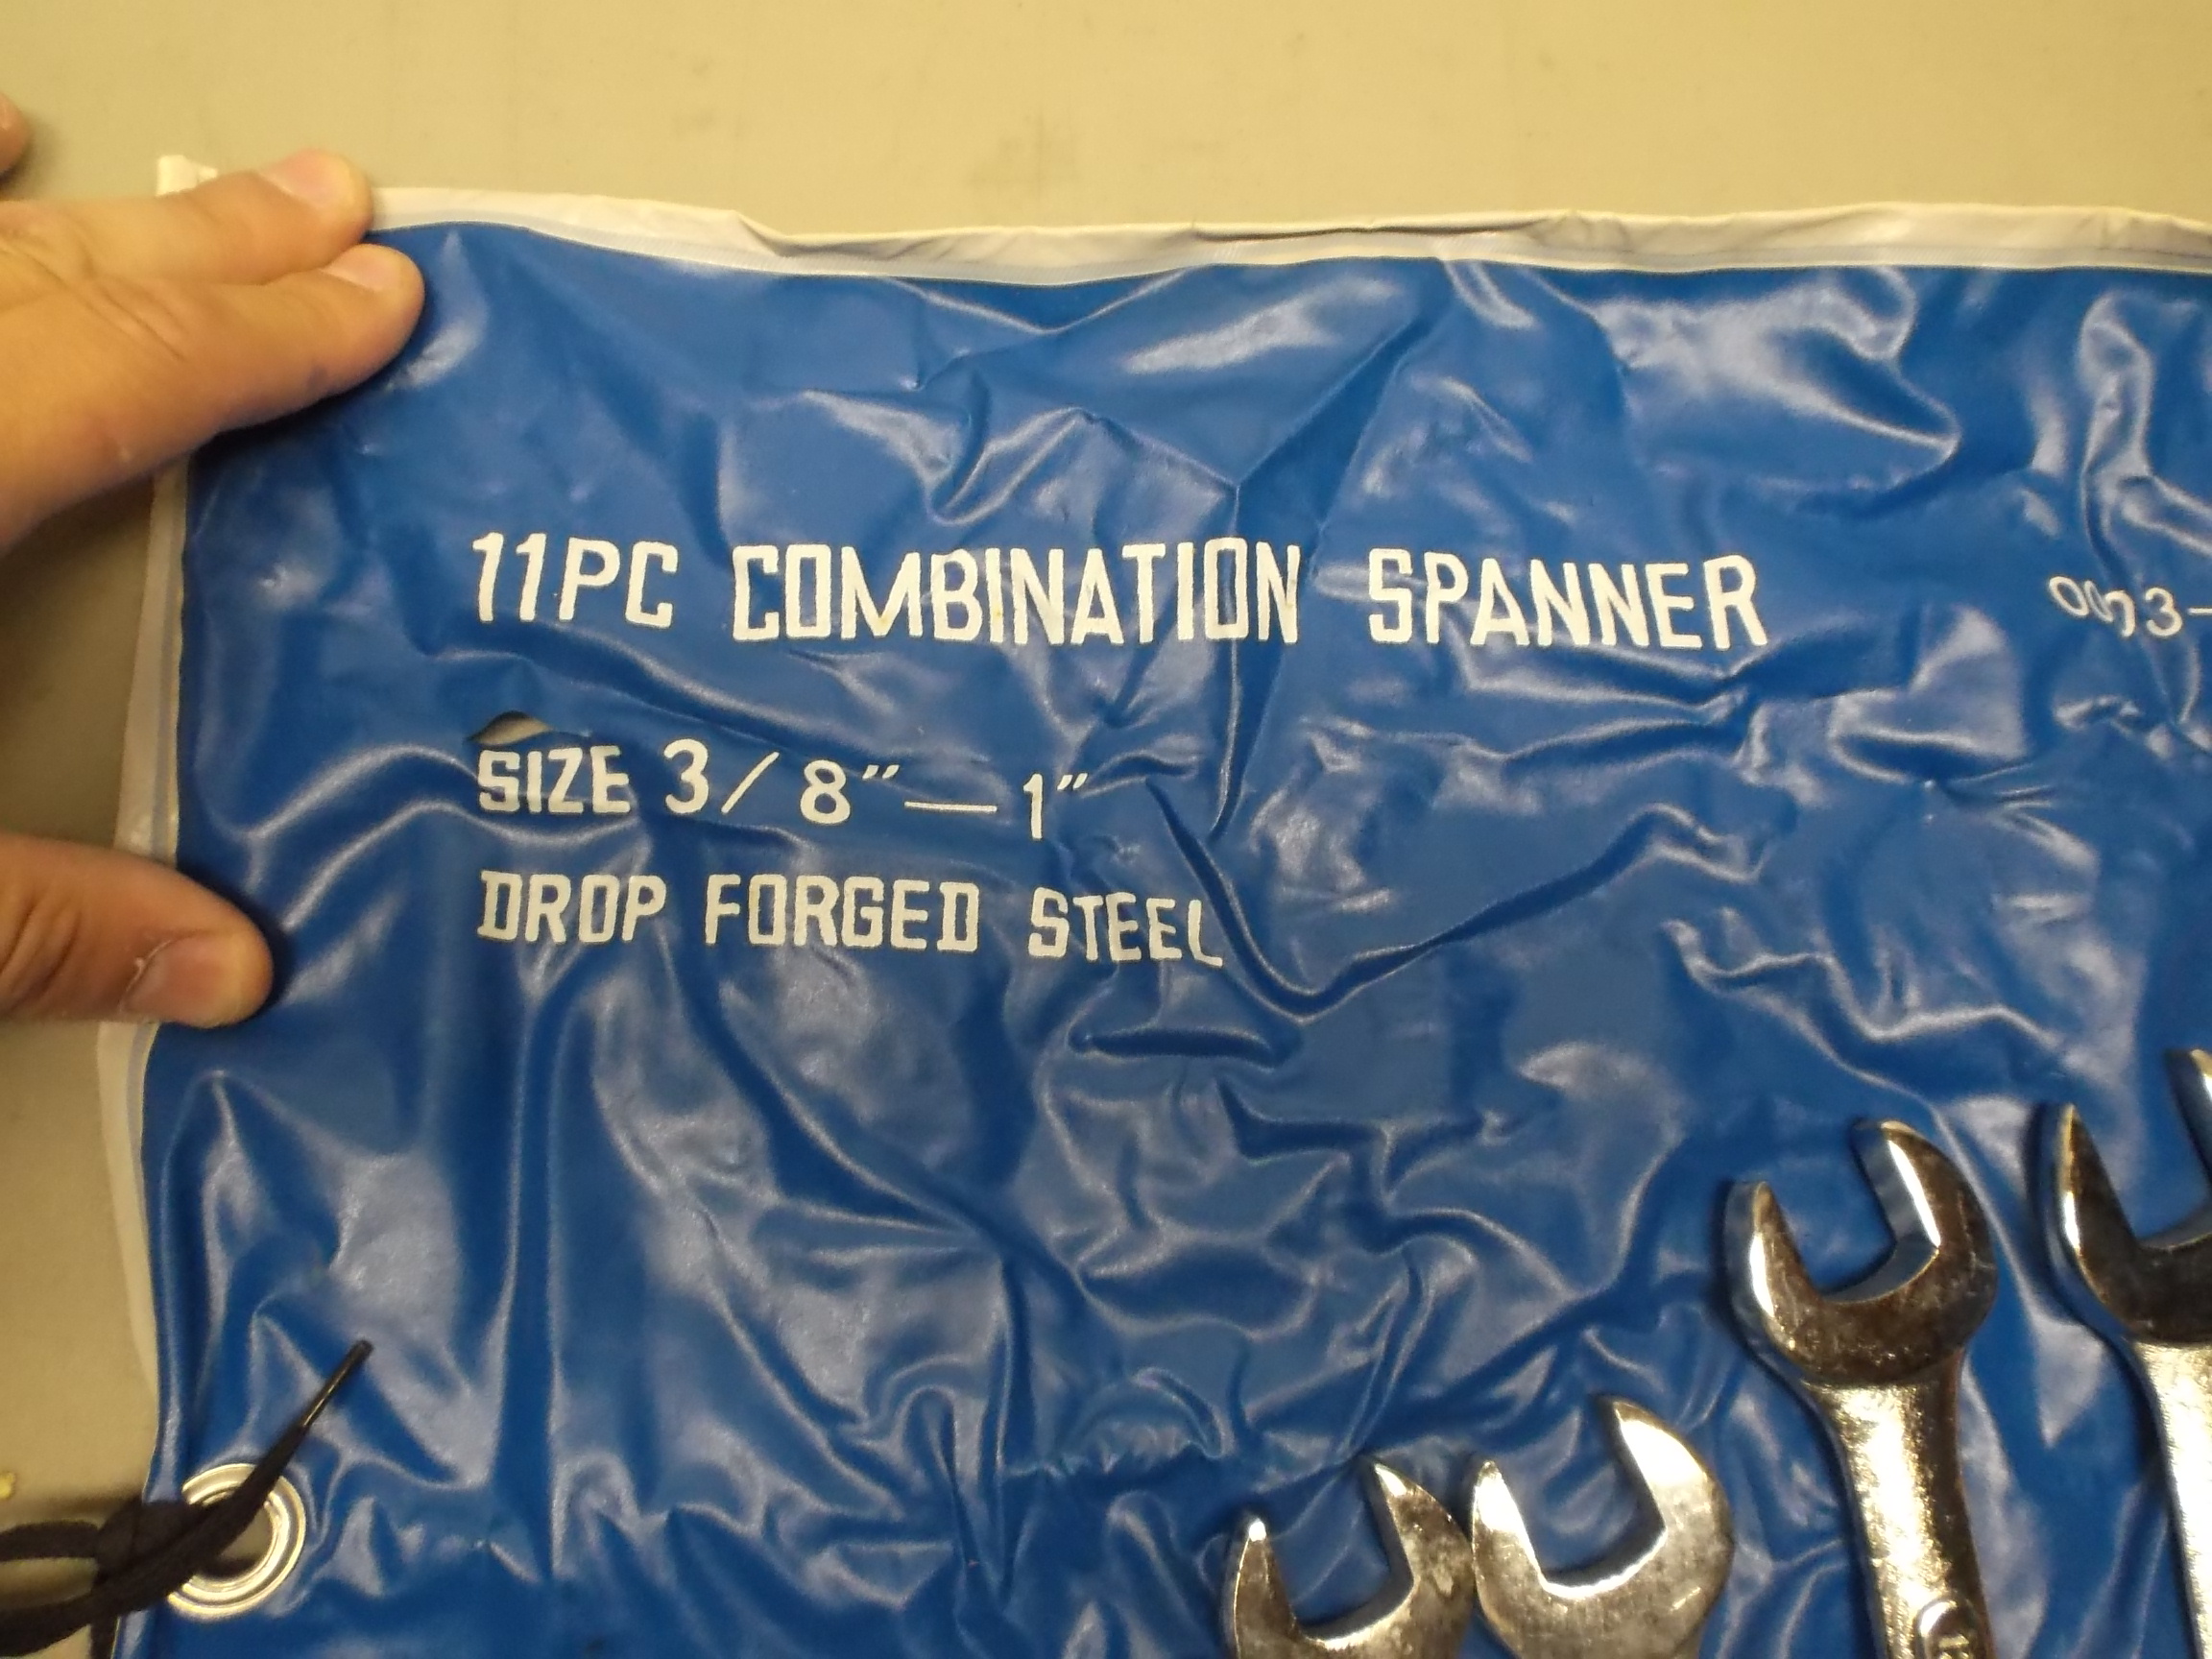 11PC COMBINATION SPANNER
SIZE 3/8"—1"
DROP FORGED STEEL